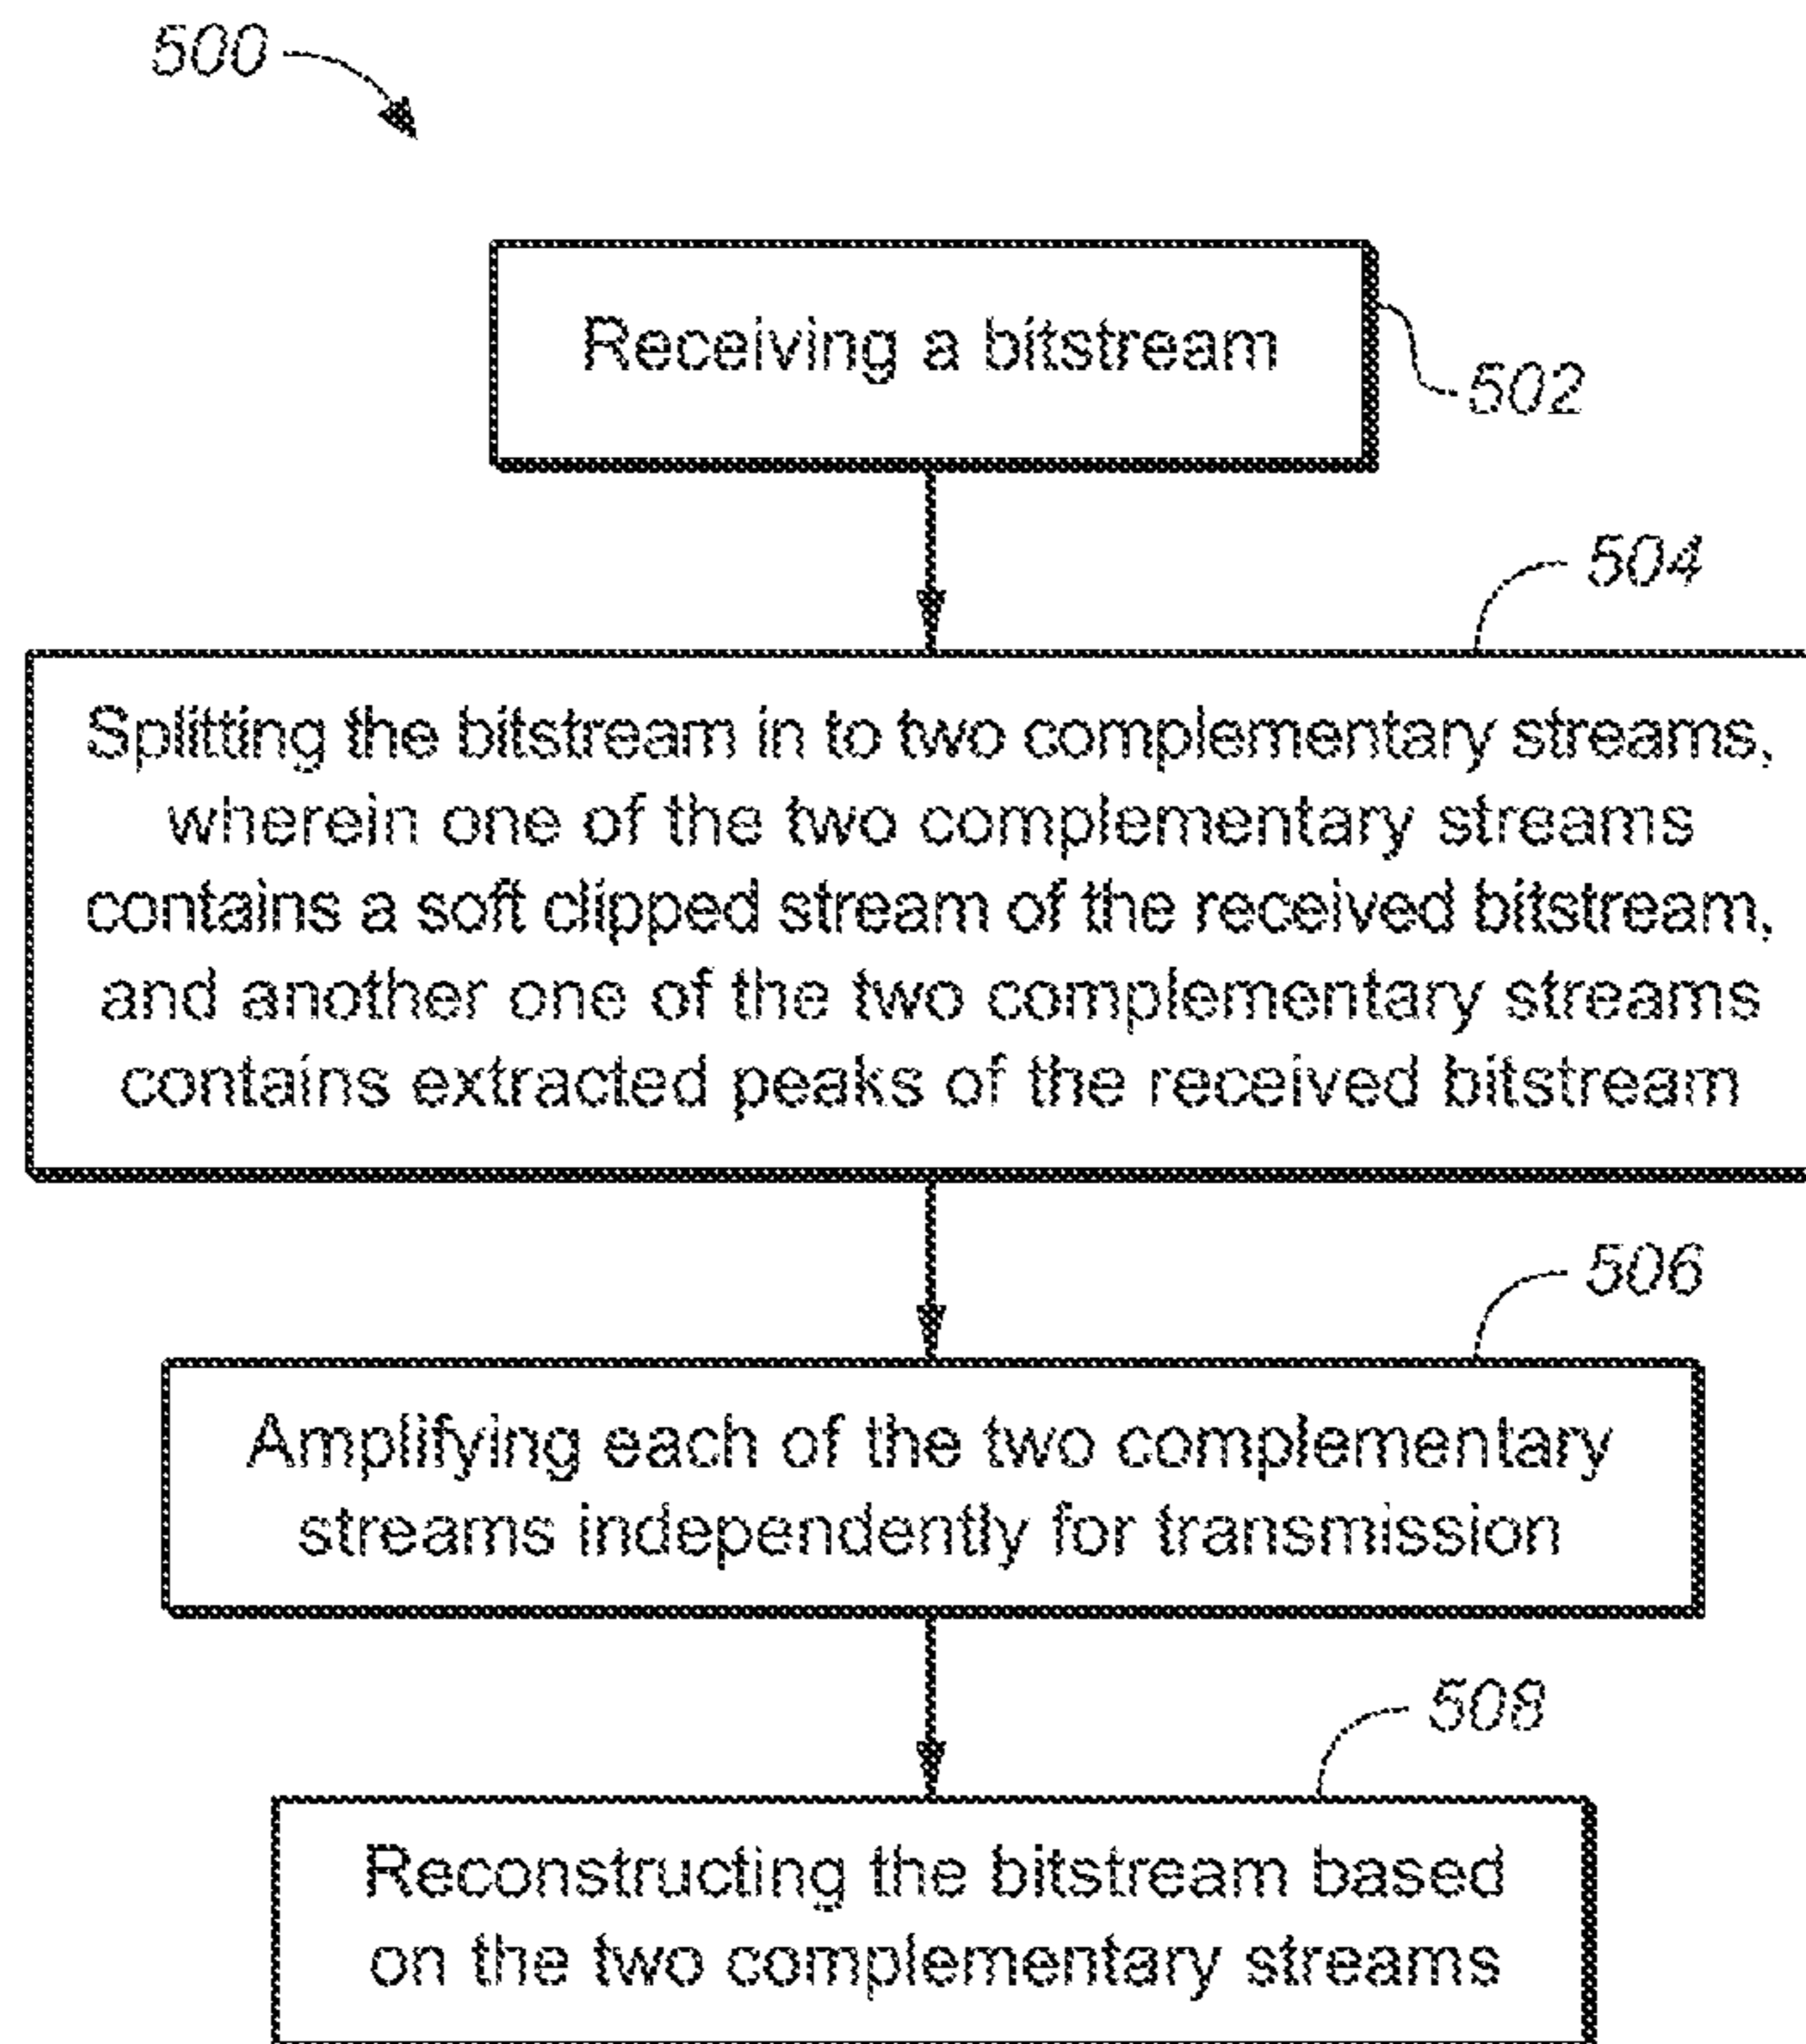 500
Receiving a bitstream
502
504
Splitting the bitstream in to two complementary streams,
wherein one of the two complementary streams
contains a soft clipped stream of the received bitstream,
and another one of the two complementary streams
contains extracted peaks of the received bitstream
506
Amplifying each of the two complementary
streams independently for transmission
508
Reconstructing the bitstream based
on the two complementary streams